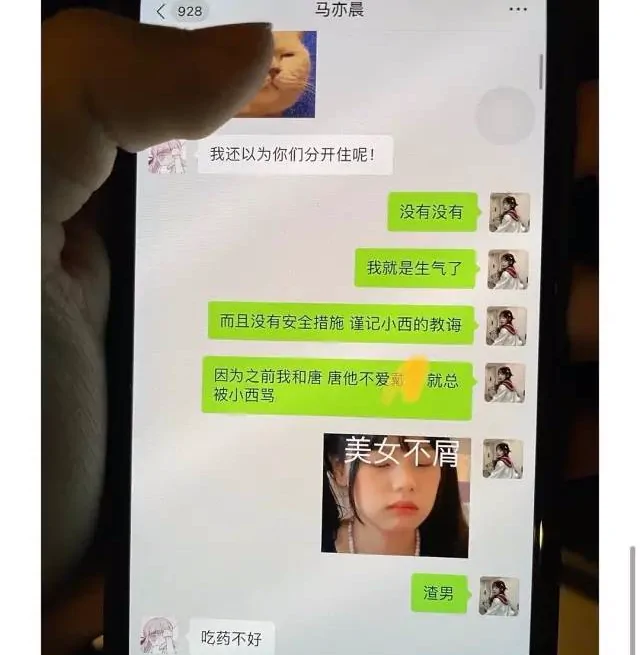 928
马亦晨
我还以为你们分开住呢！
没有没有
我就是生气了
而且没有安全措施 谨记小西的教诲
因为之前我和唐 唐他不爱戴 就总
被小西骂
美女不屑
渣男
吃药不好